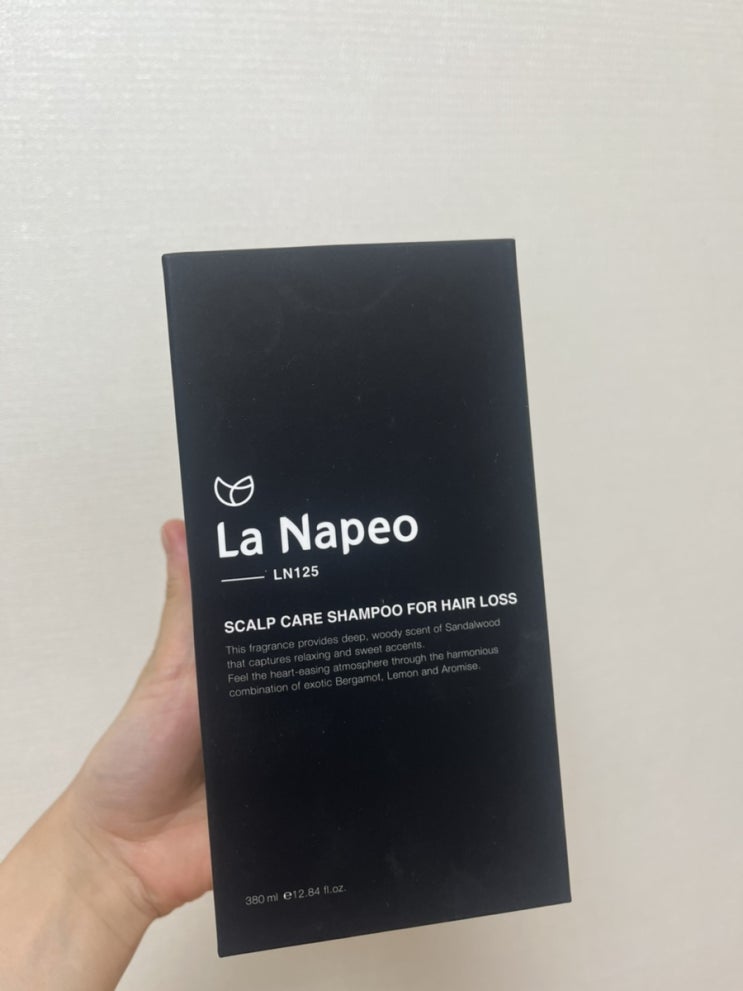 La Napeo
LN125
SCALP CARE SHAMPOO FOR HAIR LOSS
This fragrance provides deep, woody scent of Sandalwood
that captures relaxing and sweet accents.
Feel the heart-easing atmosphere through the harmonious
combination of exotic Bergamot, Lemon and Aromise.
380 ml ℮12.84 fl.oz.